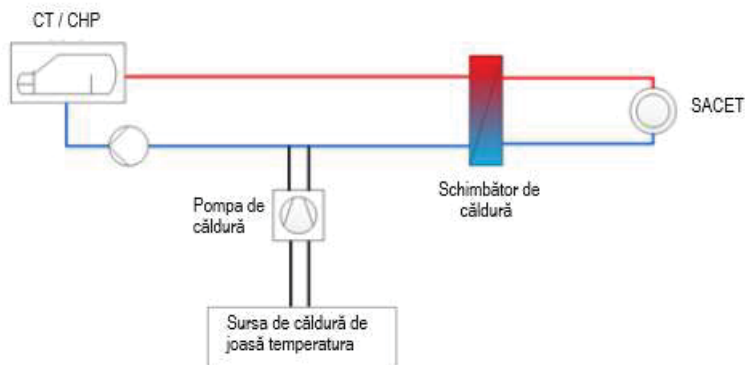 CT / CHP
SACET
Schimbător de
căldură
Pompa de
căldură
Sursa de căldură de
joasă temperatura